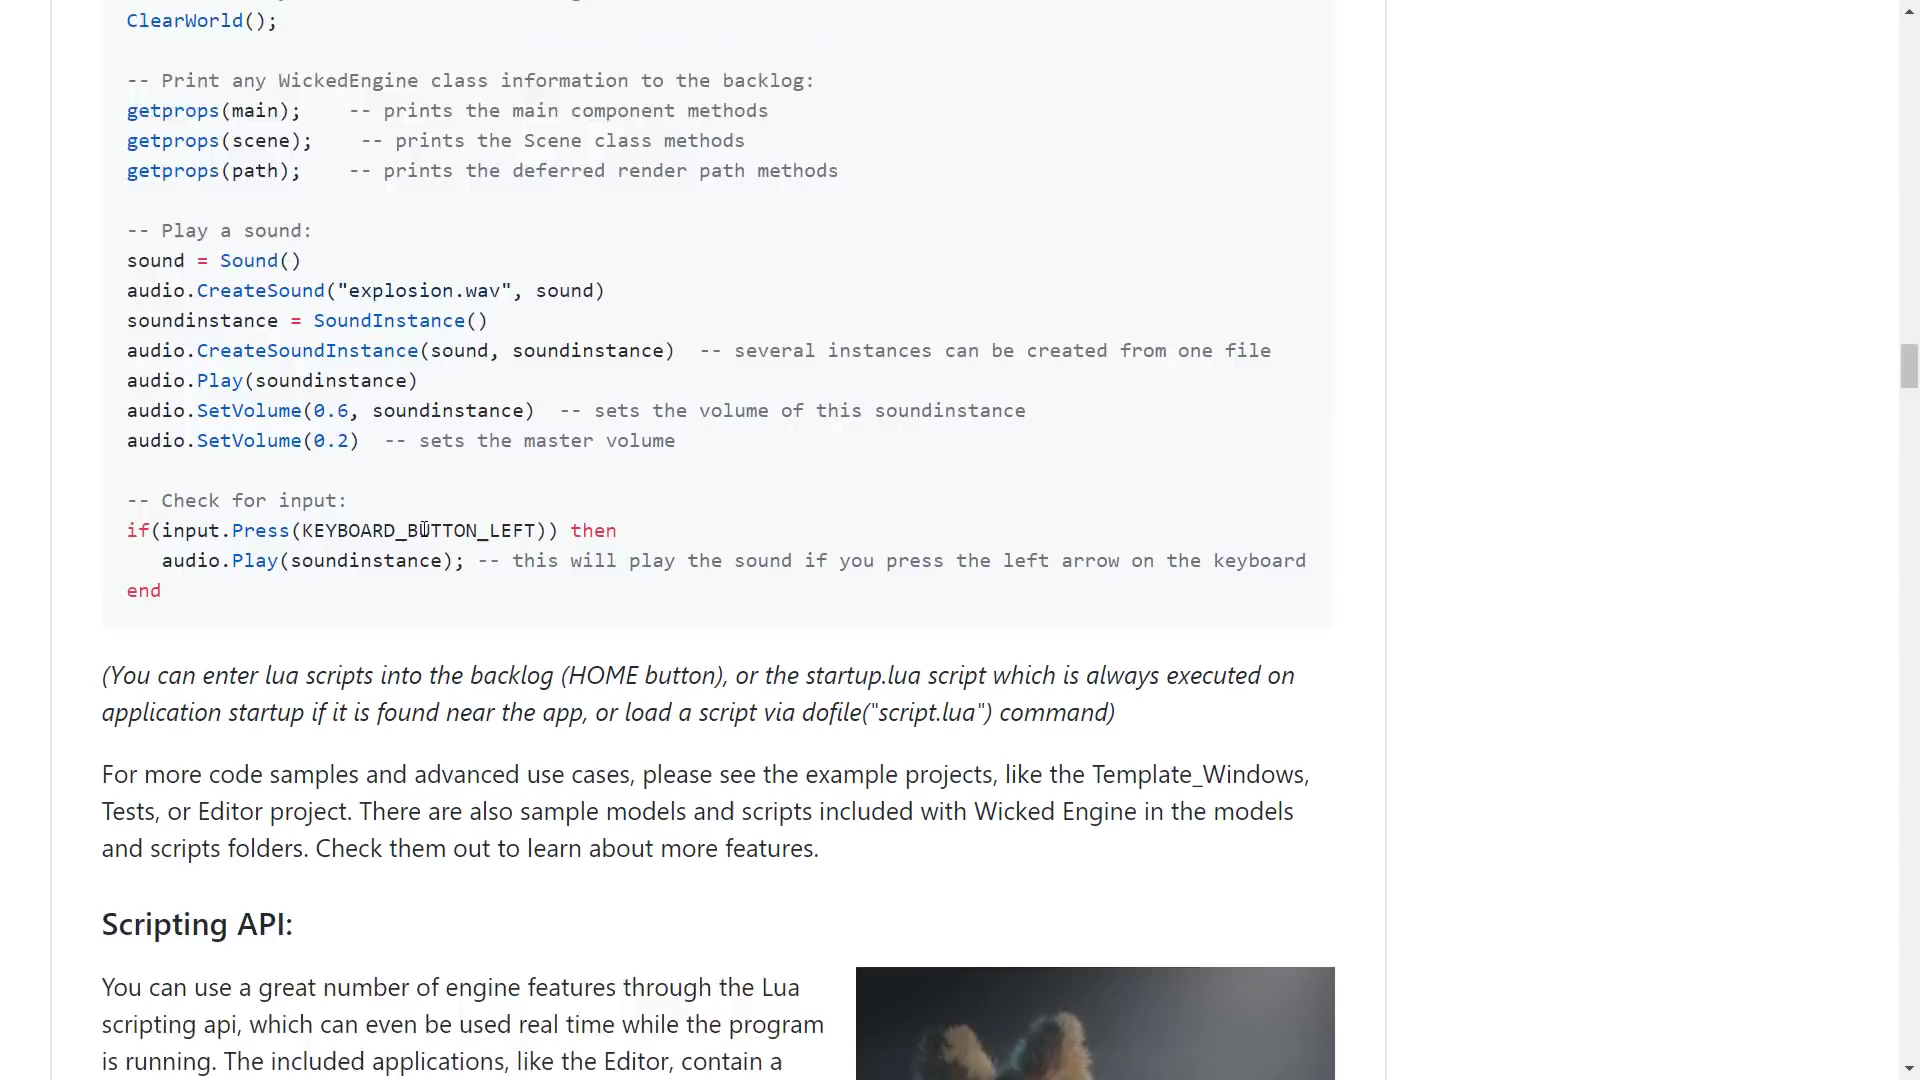 ClearWorld();
-- Print any WickedEngine class information to the backlog:
getprops(main);    -- prints the main component methods
getprops(scene);    -- prints the Scene class methods
getprops(path);    -- prints the deferred render path methods
-- Play a sound:
sound = Sound()
audio.CreateSound("explosion.wav", sound)
soundinstance = SoundInstance()
audio.CreateSoundInstance(sound, soundinstance)  -- several instances can be created from one file
audio.Play(soundinstance)
audio.SetVolume(0.6, soundinstance)  -- sets the volume of this soundinstance
audio.SetVolume(0.2)  -- sets the master volume
-- Check for input:
if(input.Press(KEYBOARD_BUTTON_LEFT)) then
   audio.Play(soundinstance); -- this will play the sound if you press the left arrow on the keyboard
end
(You can enter lua scripts into the backlog (HOME button), or the startup.lua script which is always executed on
application startup if it is found near the app, or load a script via dofile("script.lua") command)
For more code samples and advanced use cases, please see the example projects, like the Template_Windows,
Tests, or Editor project. There are also sample models and scripts included with Wicked Engine in the models
and scripts folders. Check them out to learn about more features.
Scripting API:
You can use a great number of engine features through the Lua
scripting api, which can even be used real time while the program
is running. The included applications, like the Editor, contain a